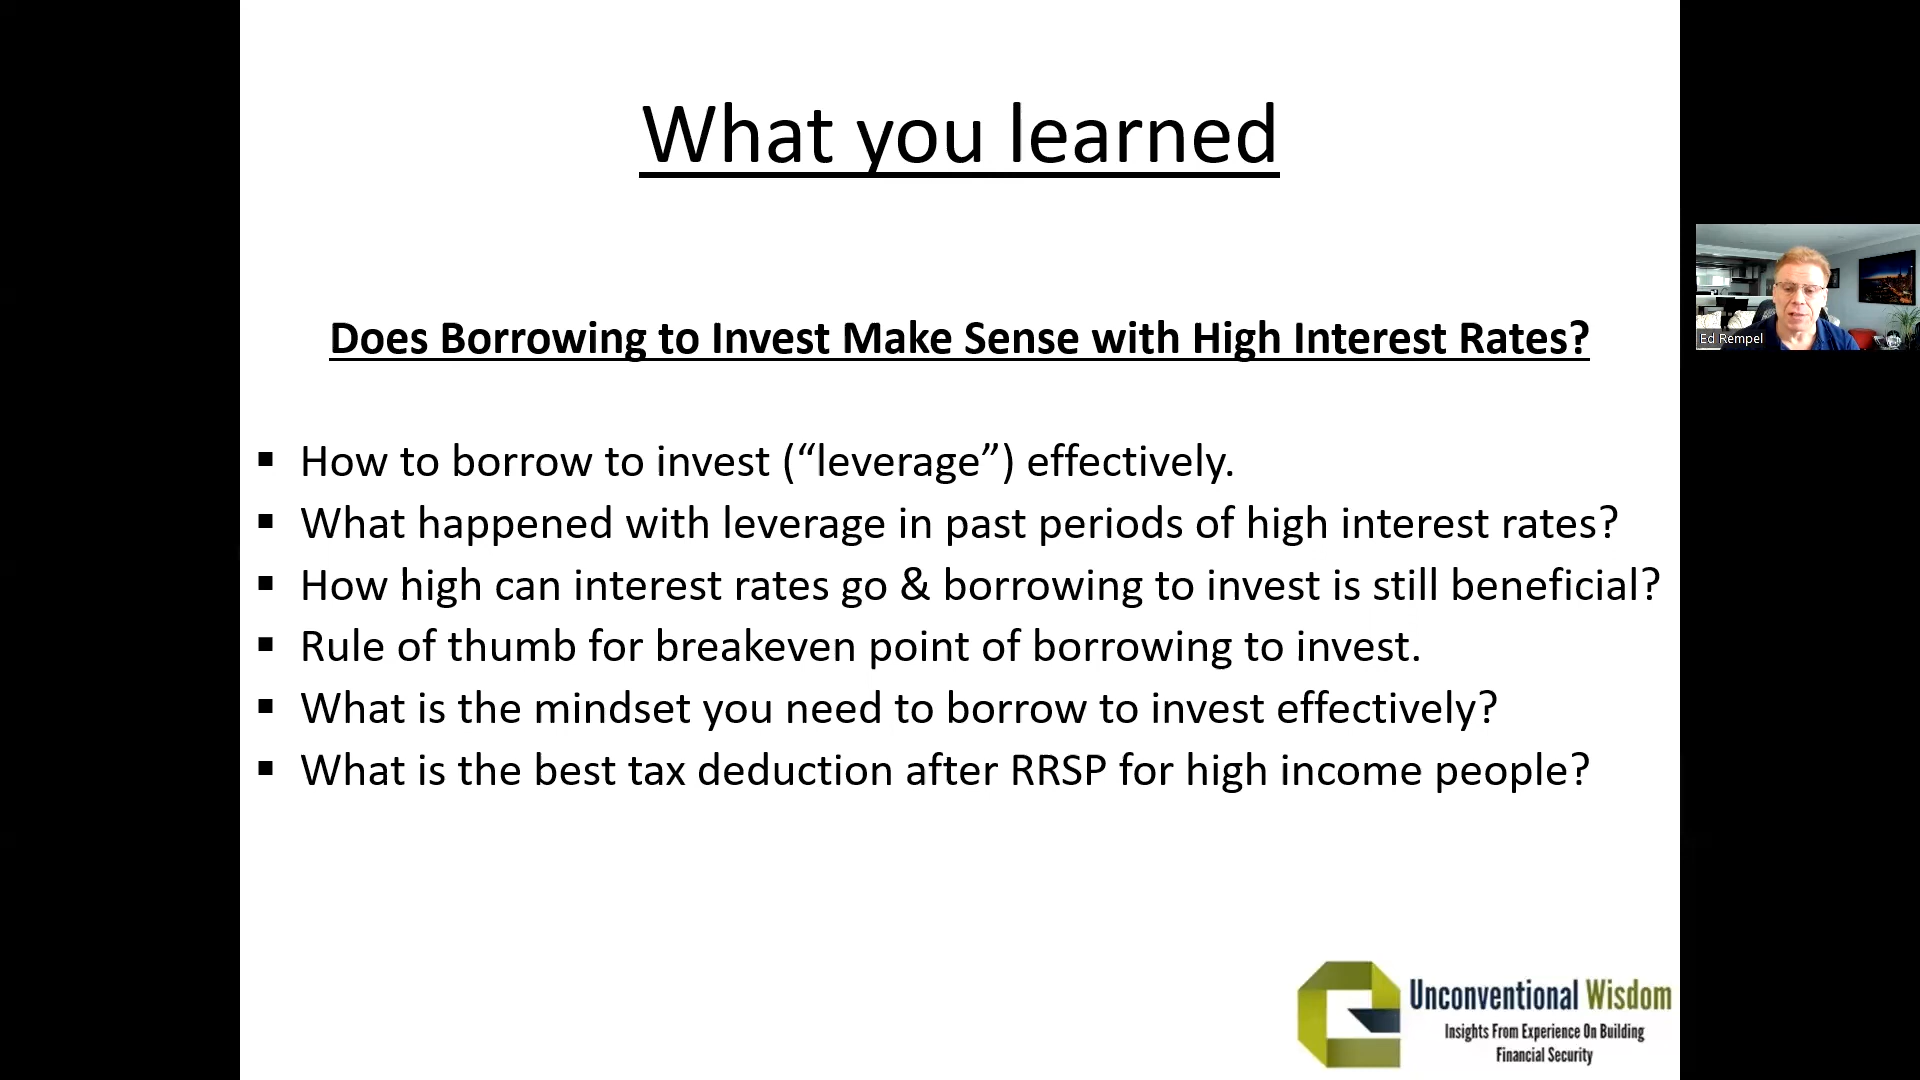 What you learned
Does Borrowing to Invest Make Sense with High Interest Rates?
Ed Rempel
▪ How to borrow to invest (“leverage”) effectively.
▪ What happened with leverage in past periods of high interest rates?
▪ How high can interest rates go & borrowing to invest is still beneficial?
▪ Rule of thumb for breakeven point of borrowing to invest.
▪ What is the mindset you need to borrow to invest effectively?
▪ What is the best tax deduction after RRSP for high income people?
Unconventional Wisdom
Insights From Experience On Building
Financial Security